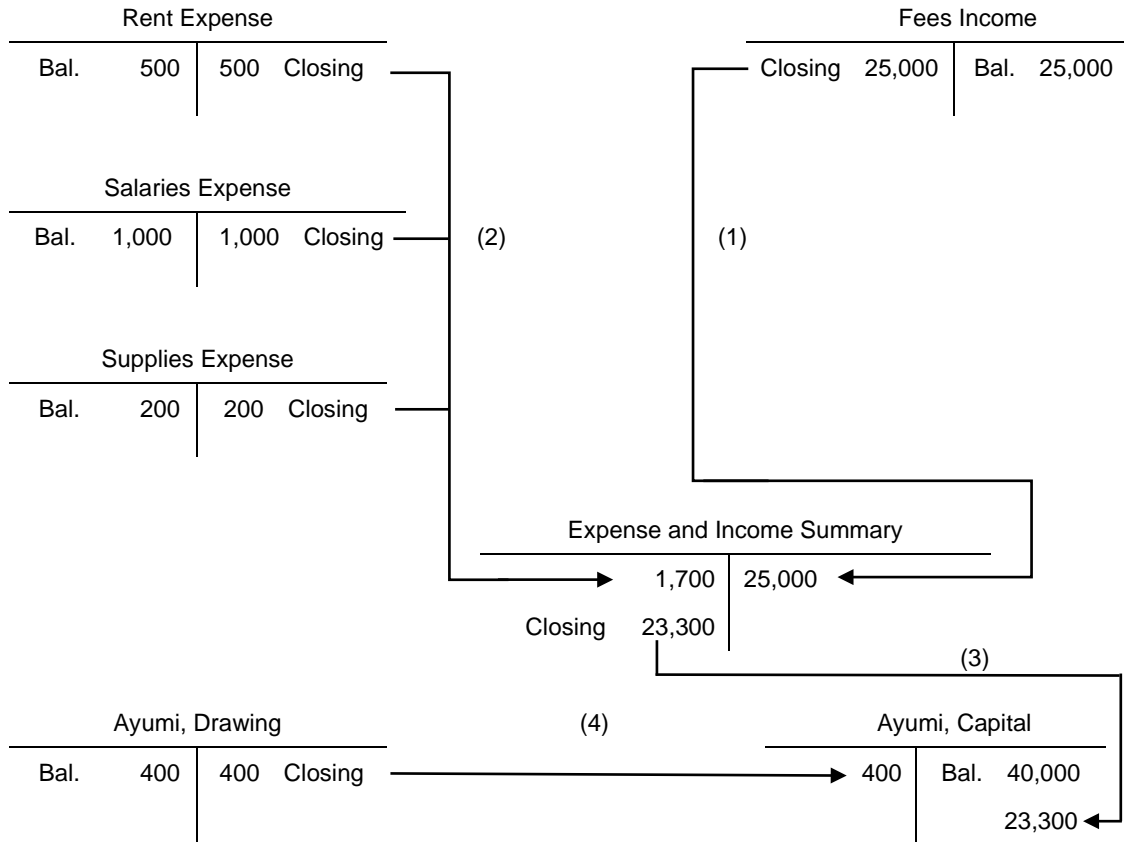 Rent Expense
Fees Income
Bal. 500 500 Closing
Closing 25,000 Bal. 25,000
Salaries Expense
Bal. 1,000 1,000 Closing
(2)
(1)
Supplies Expense
Bal. 200 200 Closing
Expense and Income Summary
1,700 25,000
Closing 23,300
(3)
Ayumi, Drawing
(4)
Ayumi, Capital
Bal. 400 400 Closing
400 Bal. 40,000
23,300